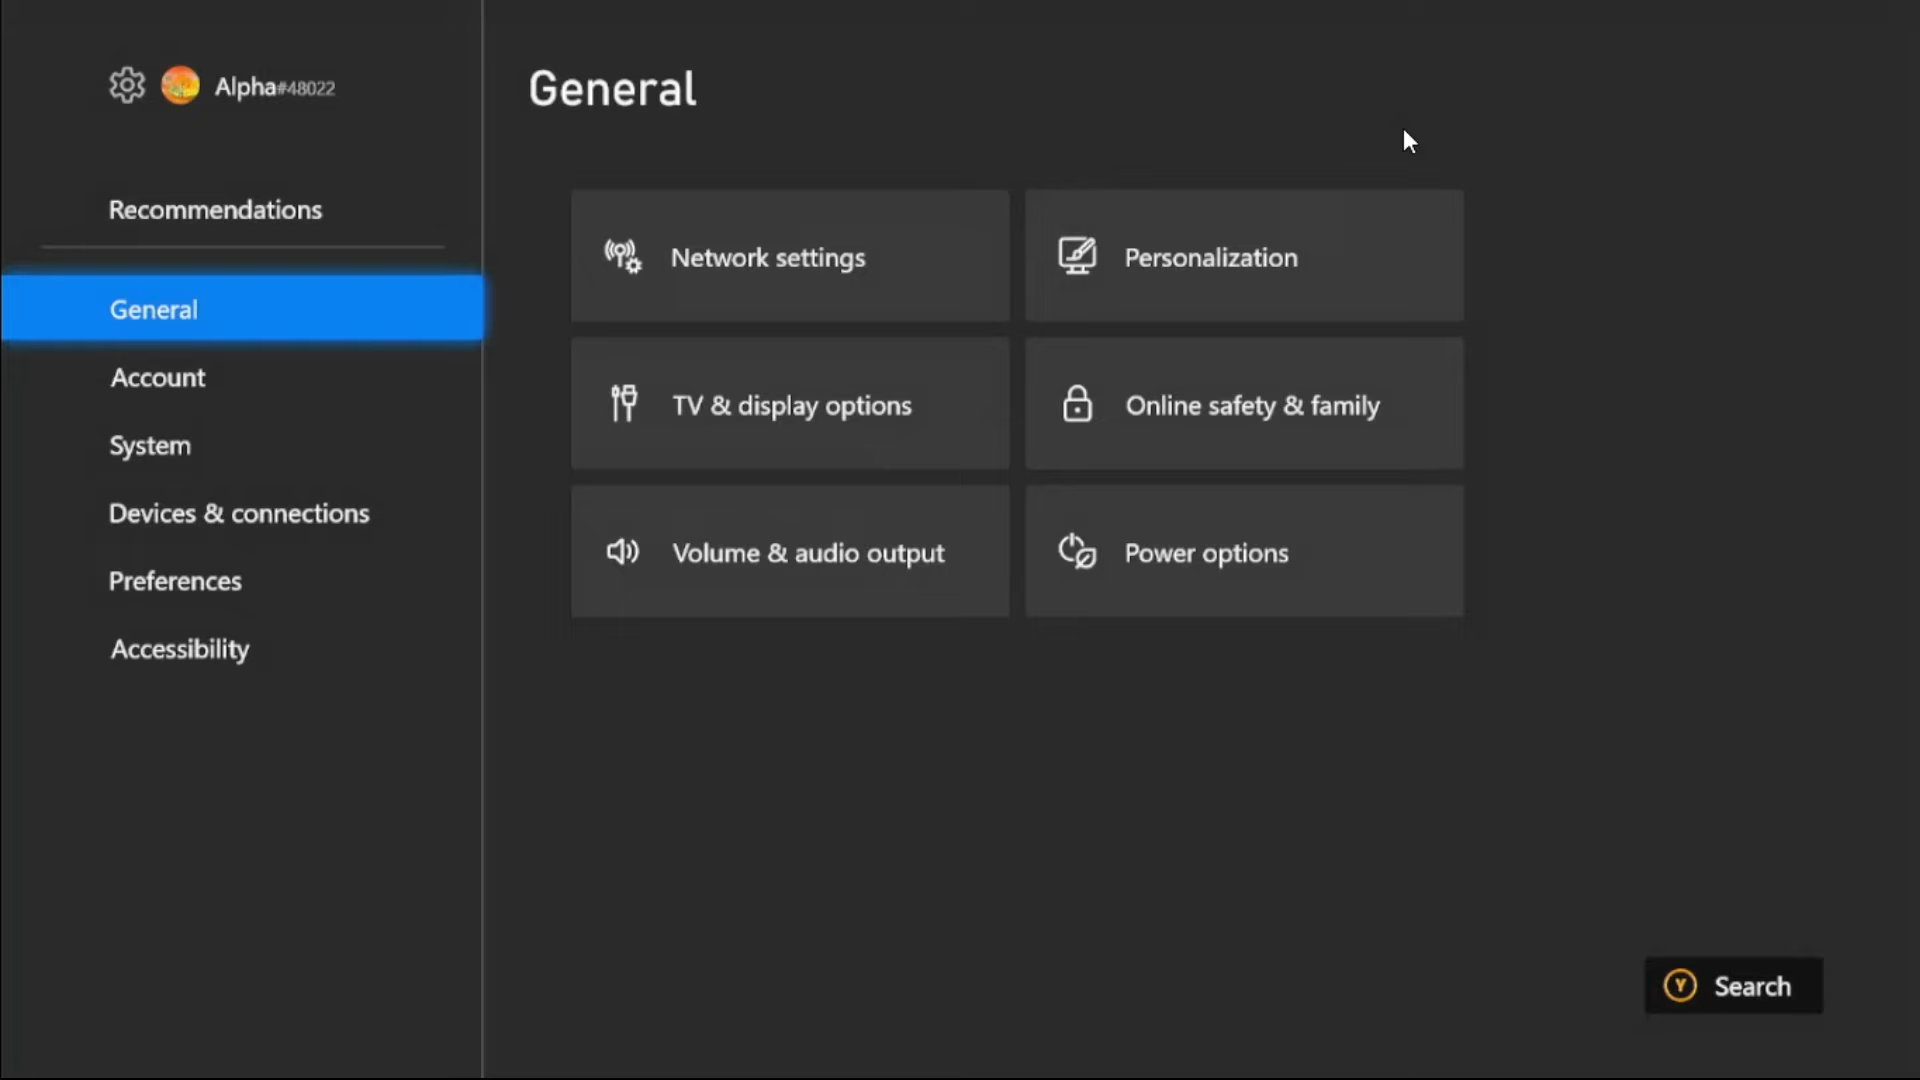 Alpha#48022
Recommendations
General
Account
System
Devices & connections
Preferences
Accessibility
General
Network settings
Personalization
TV & display options
Online safety & family
Volume & audio output
Power options
Y Search